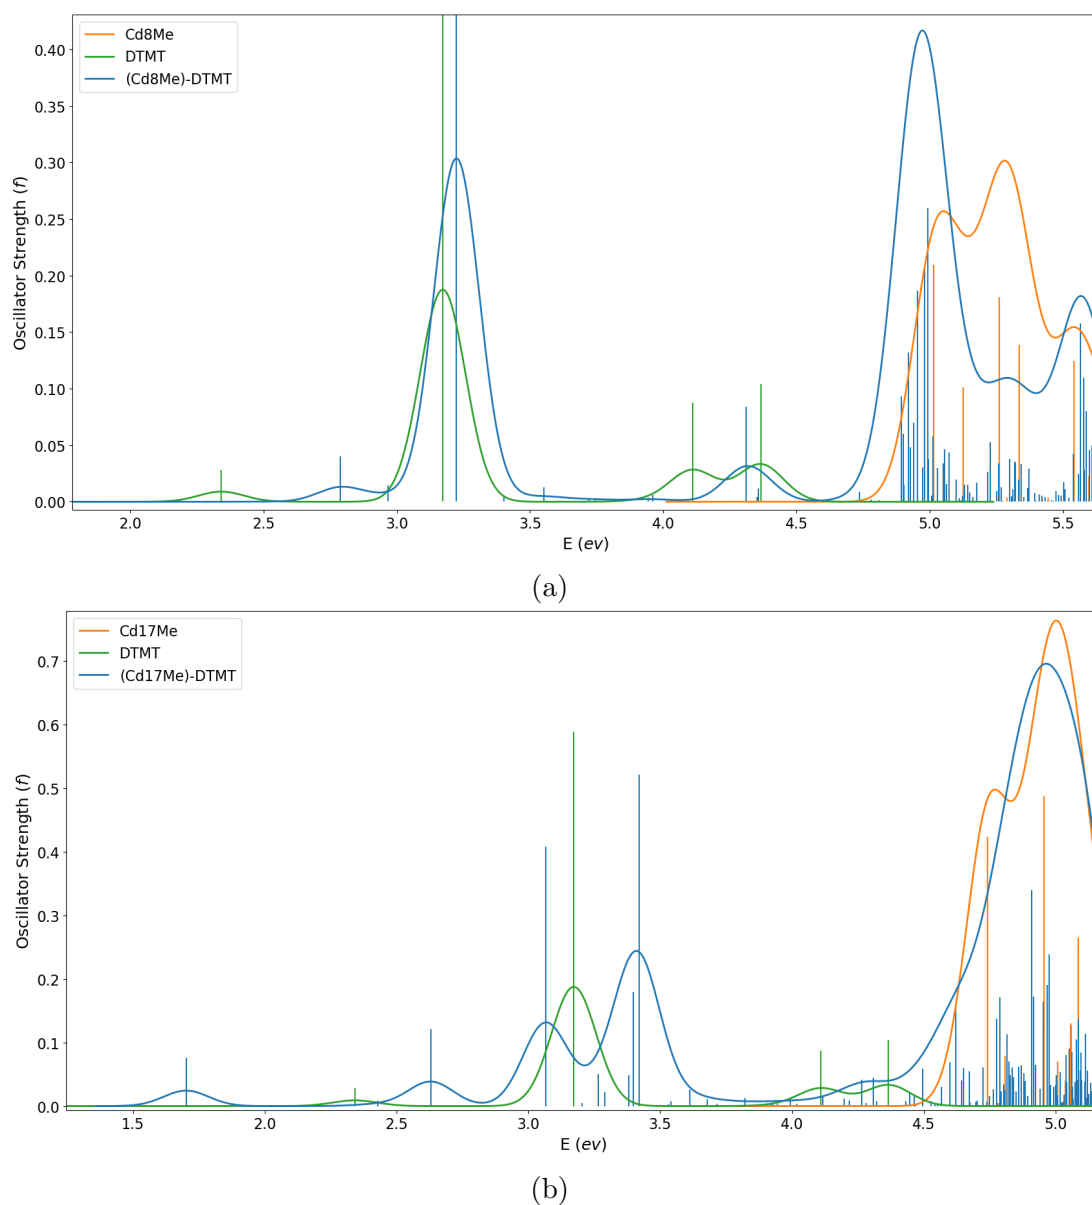 Cd8Me
DTMT
(Cd8Me)-DTMT
Oscillator Strength (f)
0.40
0.35
0.30
0.25
0.20
0.15
0.10
0.05
0.00
2.0 2.5 3.0 3.5 4.0 4.5 5.0 5.5
E (ev)
(a)
Cd17Me
DTMT
(Cd17Me)-DTMT
Oscillator Strength (f)
0.7
0.6
0.5
0.4
0.3
0.2
0.1
0.0
1.5 2.0 2.5 3.0 3.5 4.0 4.5 5.0
E (ev)
(b)